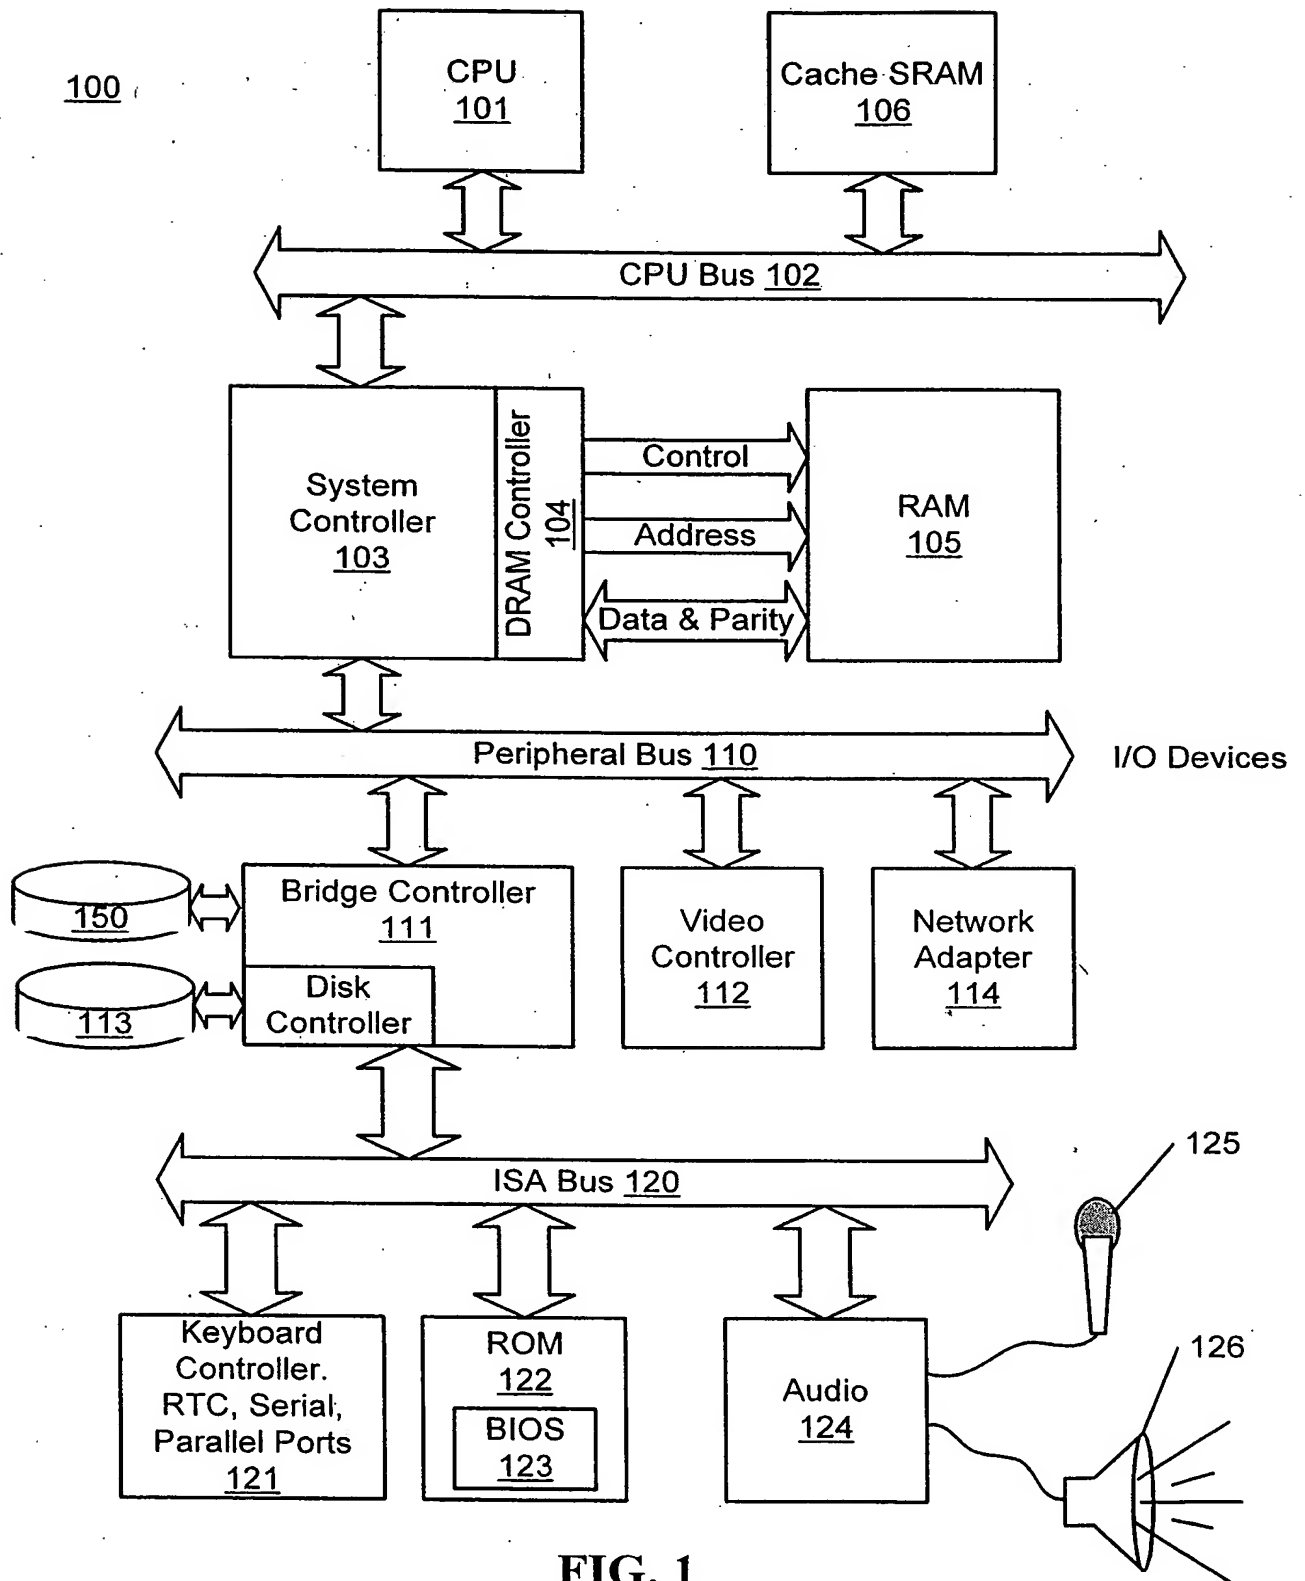 100
CPU
101
Cache SRAM
106
CPU Bus 102
System
Controller
103
DRAM Controller
104
Control
Address
Data & Parity
RAM
105
Peripheral Bus 110
I/O Devices
150
113
Bridge Controller
111
Disk
Controller
Video
Controller
112
Network
Adapter
114
ISA Bus 120
125
Keyboard
Controller.
RTC, Serial,
Parallel Ports
121
ROM
122
BIOS
123
Audio
124
126
FIG. 1